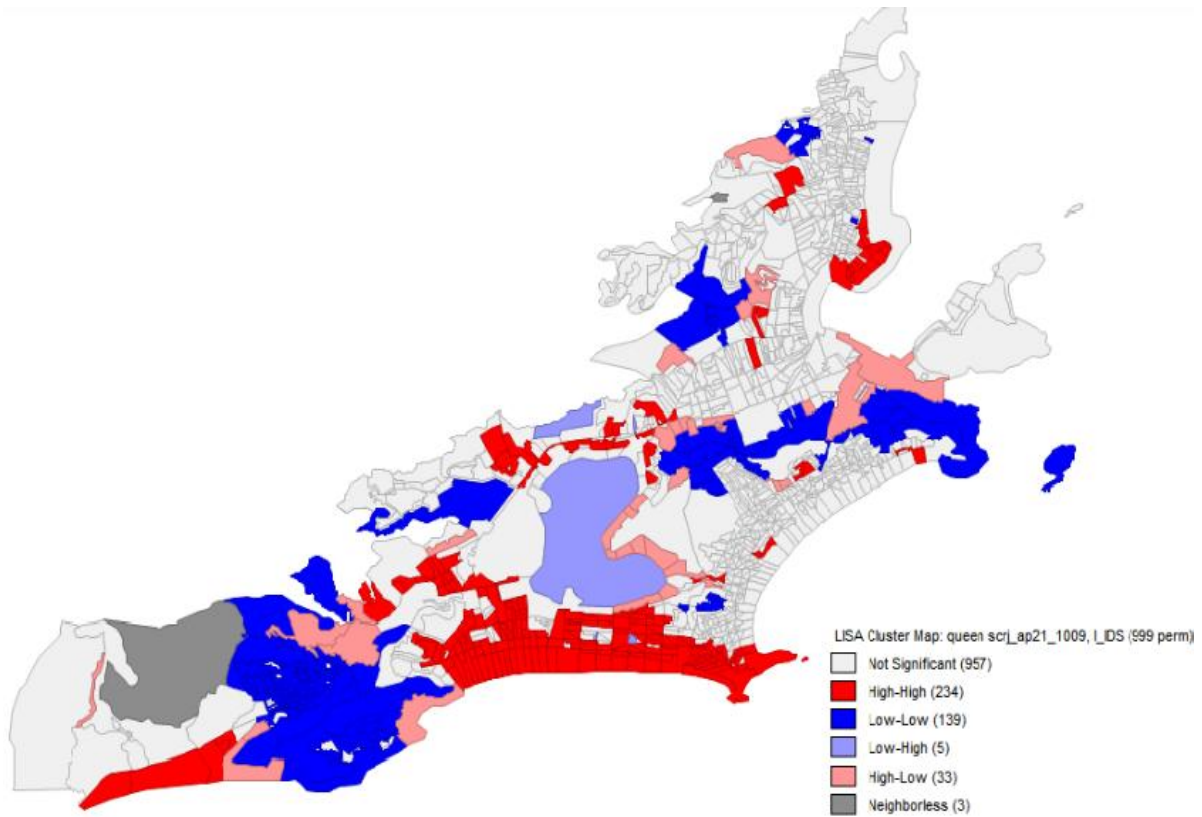 LISA Cluster Map: queen scrj_ap21_1009, I_IDS (999 perm)
Not Significant (957)
High-High (234)
Low-Low (139)
Low-High (5)
High-Low (33)
Neighborless (3)